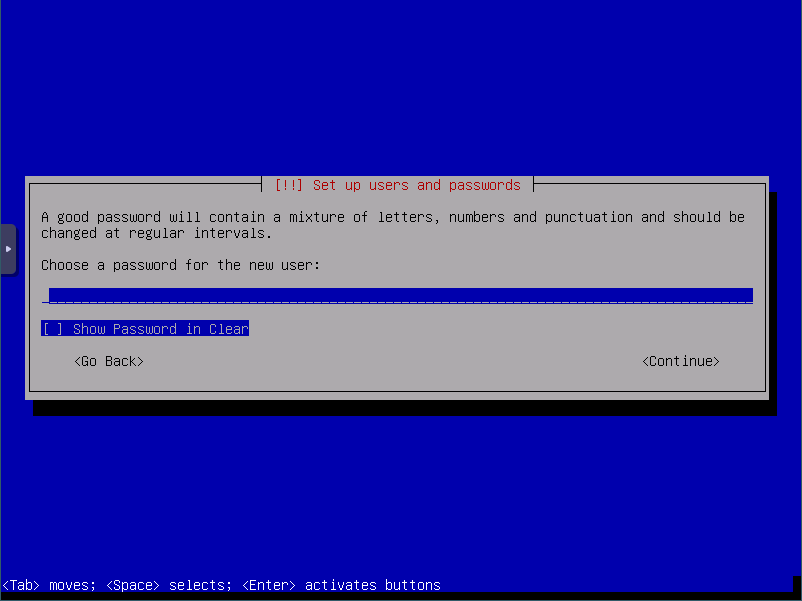 [!!] Set up users and passwords
A good password will contain a mixture of letters, numbers and punctuation and should be
changed at regular intervals.
Choose a password for the new user:
[ ] Show Password in Clear
<Go Back> <Continue>
<Tab> moves; <Space> selects; <Enter> activates buttons